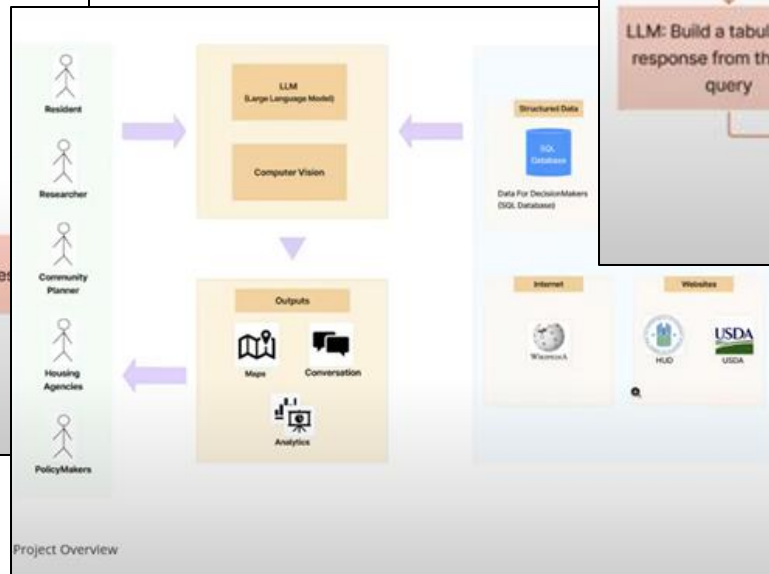 LLM: Build a tabul
response from th
query
Resident
Researcher
Community
Planner
Housing
Agencies
PolicyMakers
LLM
(Large Language Model)
Computer Vision
Outputs
Maps
Conversation
Analytics
Structured Data
SQL
Database
Data For DecisionMakers
(SQL Database)
Internet
WIKIPEDIA
Websites
HUD
USDA
USDA
Project Overview